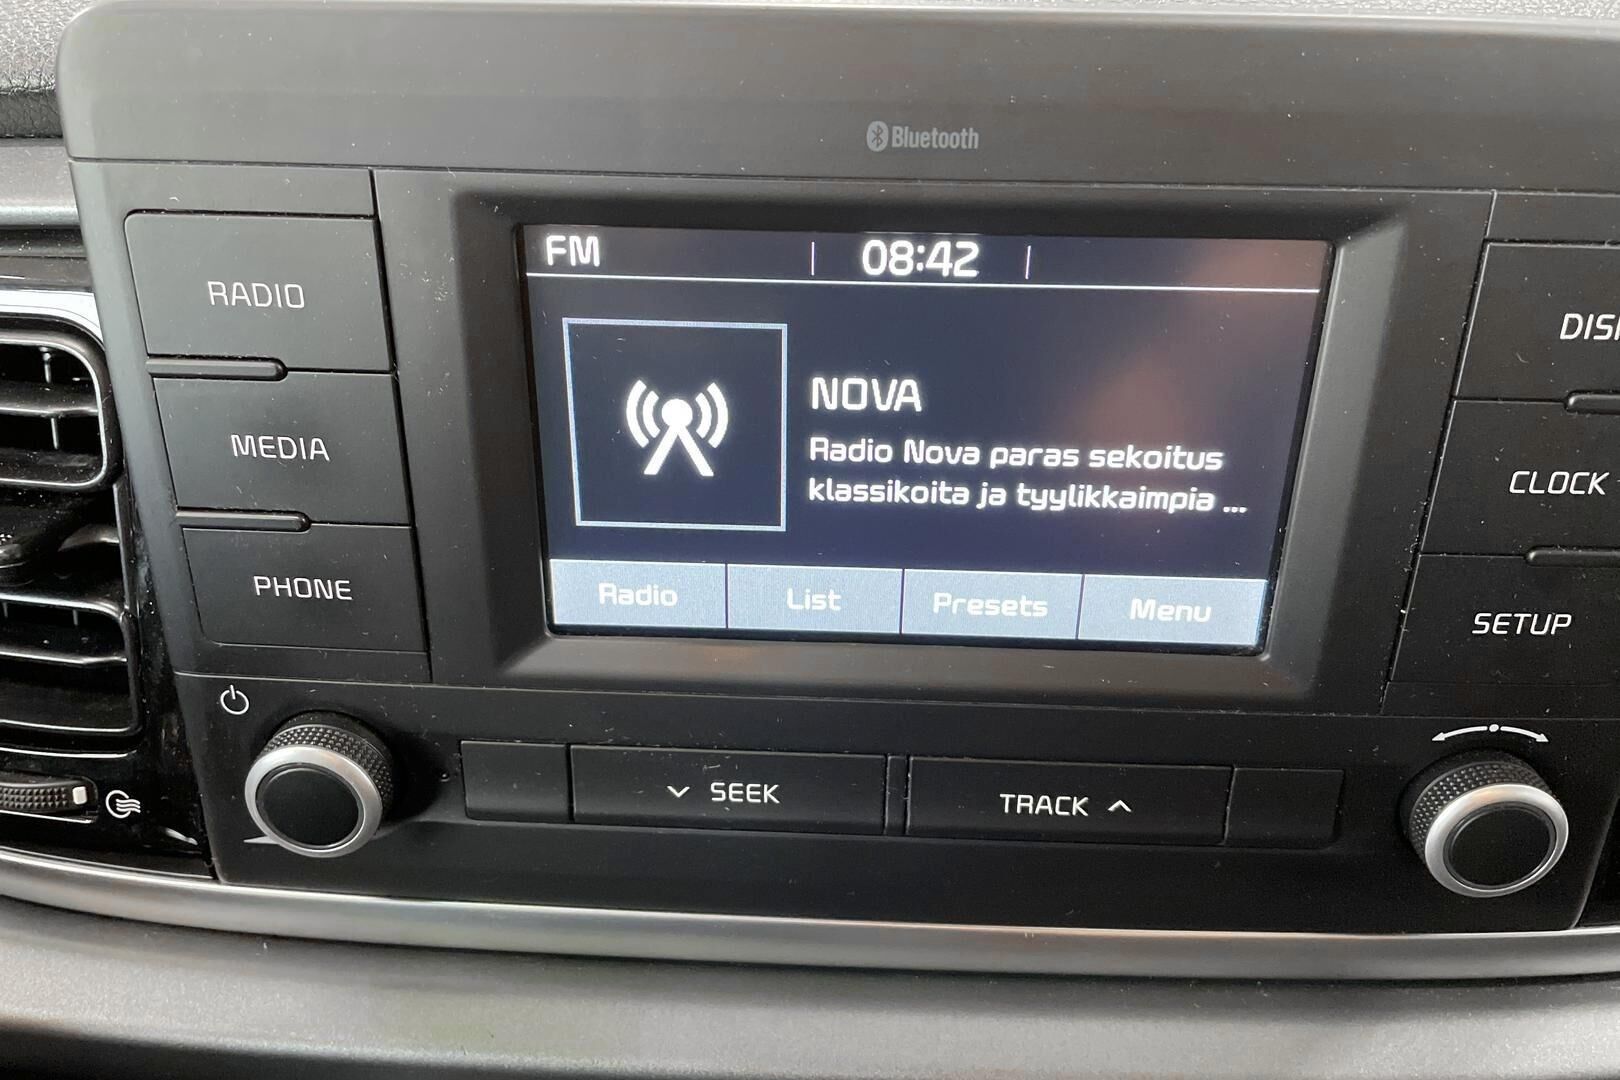 Bluetooth
FM
08:42
RADIO
MEDIA
PHONE
NOVA
Radio Nova paras sekoitus
klassikoita ja tyylikkaimpia ...
Radio
List
Presets
Menu
CLOCK
SETUP
SEEK
TRACK